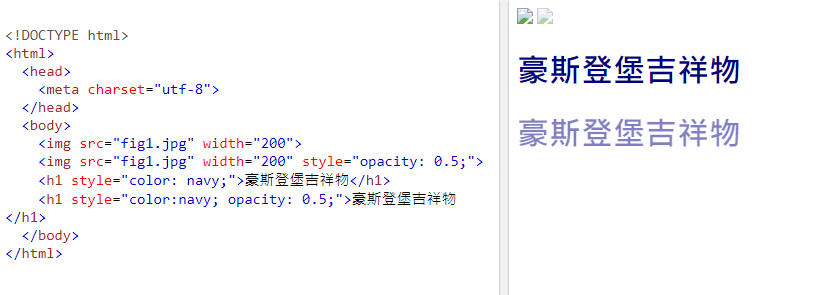 <!DOCTYPE html>
<html>
<head>
<meta charset="utf-8">
</head>
<body>
<img src="fig1.jpg" width="200">
<img src="fig1.jpg" width="200" style="opacity: 0.5;">
<h1 style="color: navy;">豪斯登堡吉祥物</h1>
<h1 style="color:navy; opacity: 0.5;">豪斯登堡吉祥物
</h1>
</body>
</html>
豪斯登堡吉祥物
豪斯登堡吉祥物